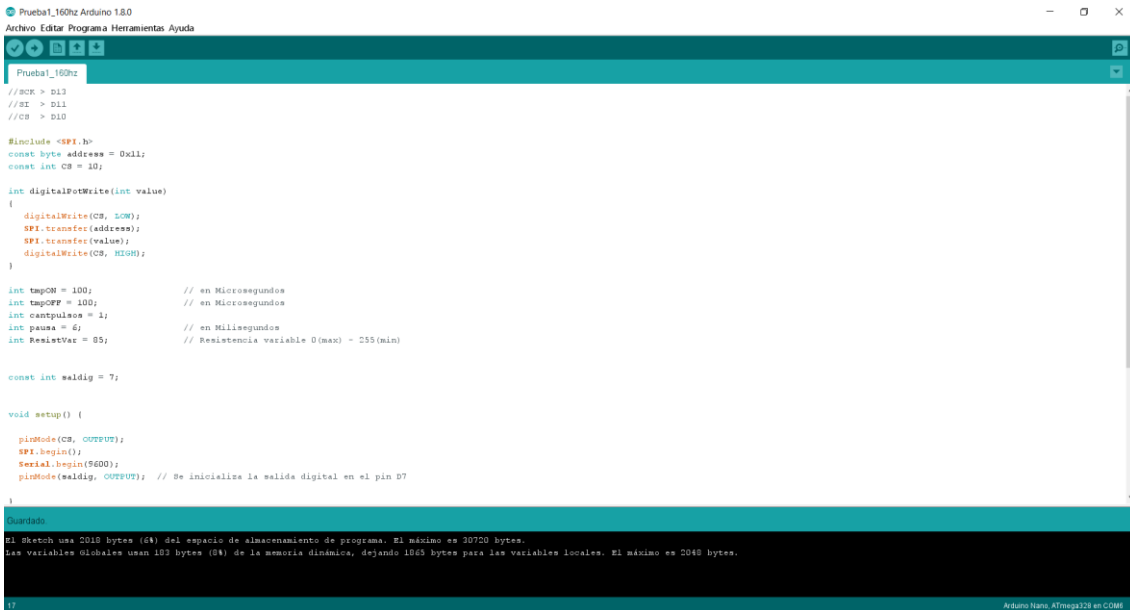 Prueba1_160hz Arduino 1.8.0
Archivo Editar Programa Herramientas Ayuda
Prueba1_160hz
//SCK > D13
//SI > D11
//CS > D10
#include <SPI.h>
const byte address = 0x11;
const int CS = 10;
int digitalPotWrite(int value)
{
digitalWrite(CS, LOW);
SPI.transfer(address);
SPI.transfer(value);
digitalWrite(CS, HIGH);
}
int tmpON = 100; // en Microsegundos
int tmpOFF = 100; // en Microsegundos
int cantpulsos = 1;
int pausa = 6; // en Milisegundos
int ResistVar = 85; // Resistencia variable 0(max) - 255(min)
const int saldig = 7;
void setup() {
pinMode(CS, OUTPUT);
SPI.begin();
Serial.begin(9600);
pinMode(saldig, OUTPUT); // Se inicializa la salida digital en el pin D7
}
Guardado
El Sketch usa 2018 bytes (6%) del espacio de almacenamiento de programa. El máximo es 30720 bytes.
Las variables Globales usan 183 bytes (8%) de la memoria dinámica, dejando 1865 bytes para las variables locales. El máximo es 2048 bytes.
17 Arduino Nano, ATmega328 en COM6